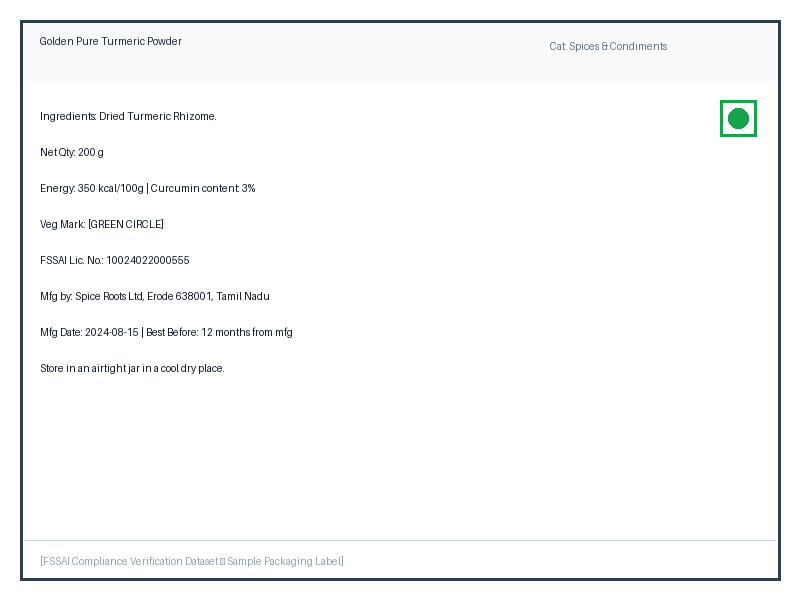 Golden Pure Turmeric Powder
Cat: Spices & Condiments
Ingredients: Dried Turmeric Rhizome.
Net Qty: 200 g
Energy: 350 kcal/100g | Curcumin content: 3%
Veg Mark: [GREEN CIRCLE]
FSSAI Lic. No.: 10024022000555
Mfg by: Spice Roots Ltd, Erode 638001, Tamil Nadu
Mfg Date: 2024-08-15 | Best Before: 12 months from mfg
Store in an airtight jar in a cool dry place.
[FSSAI Compliance Verification Dataset Sample Packaging Label]